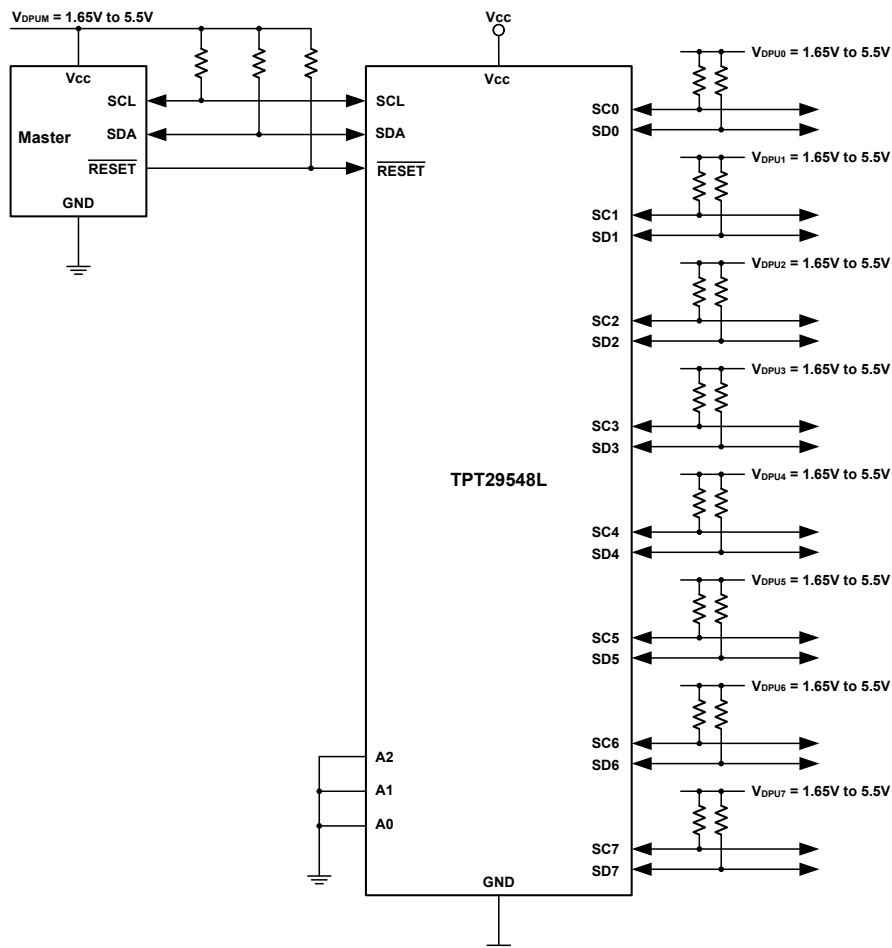 VDPUM = 1.65V to 5.5V
Vcc
SCL
SDA
Master
RESET
GND
Vcc
Vcc
SCL
SDA
RESET
TPT29548L
A2
A1
A0
GND
SC0
SD0
VDPU0 = 1.65V to 5.5V
SC1
SD1
VDPU1 = 1.65V to 5.5V
SC2
SD2
VDPU2 = 1.65V to 5.5V
SC3
SD3
VDPU3 = 1.65V to 5.5V
SC4
SD4
VDPU4 = 1.65V to 5.5V
SC5
SD5
VDPU5 = 1.65V to 5.5V
SC6
SD6
VDPU6 = 1.65V to 5.5V
SC7
SD7
VDPU7 = 1.65V to 5.5V